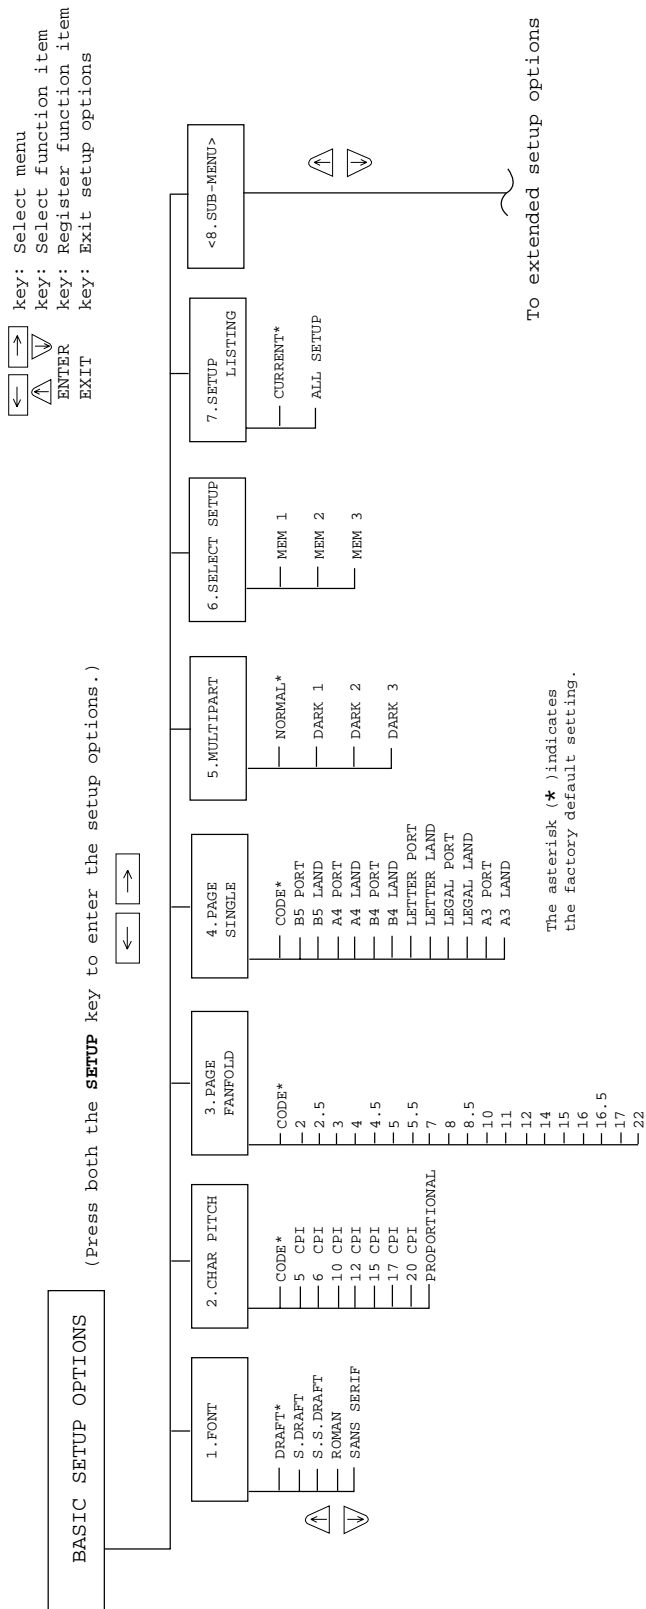 BASIC SETUP OPTIONS
(Press both the SETUP key to enter the setup options.)
← → key: Select menu
↑ ↓ key: Select function item
ENTER key: Register function item
EXIT key: Exit setup options
← →
1.FONT
DRAFT*
S.DRAFT
S.S.DRAFT
ROMAN
SANS SERIF
↑ ↓
2.CHAR PITCH
CODE*
5 CPI
6 CPI
10 CPI
12 CPI
15 CPI
17 CPI
20 CPI
PROPORTIONAL
3.PAGE
FANFOLD
CODE*
2
2.5
3
4
4.5
5
5.5
7
8
8.5
10
11
12
14
15
16
16.5
17
22
4.PAGE
SINGLE
CODE*
B5 PORT
B5 LAND
A4 PORT
A4 LAND
B4 PORT
B4 LAND
LETTER PORT
LETTER LAND
LEGAL PORT
LEGAL LAND
A3 PORT
A3 LAND
5.MULTIPART
NORMAL*
DARK 1
DARK 2
DARK 3
6.SELECT SETUP
MEM 1
MEM 2
MEM 3
7.SETUP
LISTING
CURRENT*
ALL SETUP
<8.SUB-MENU>
↑ ↓
To extended setup options
The asterisk (*)indicates
the factory default setting.